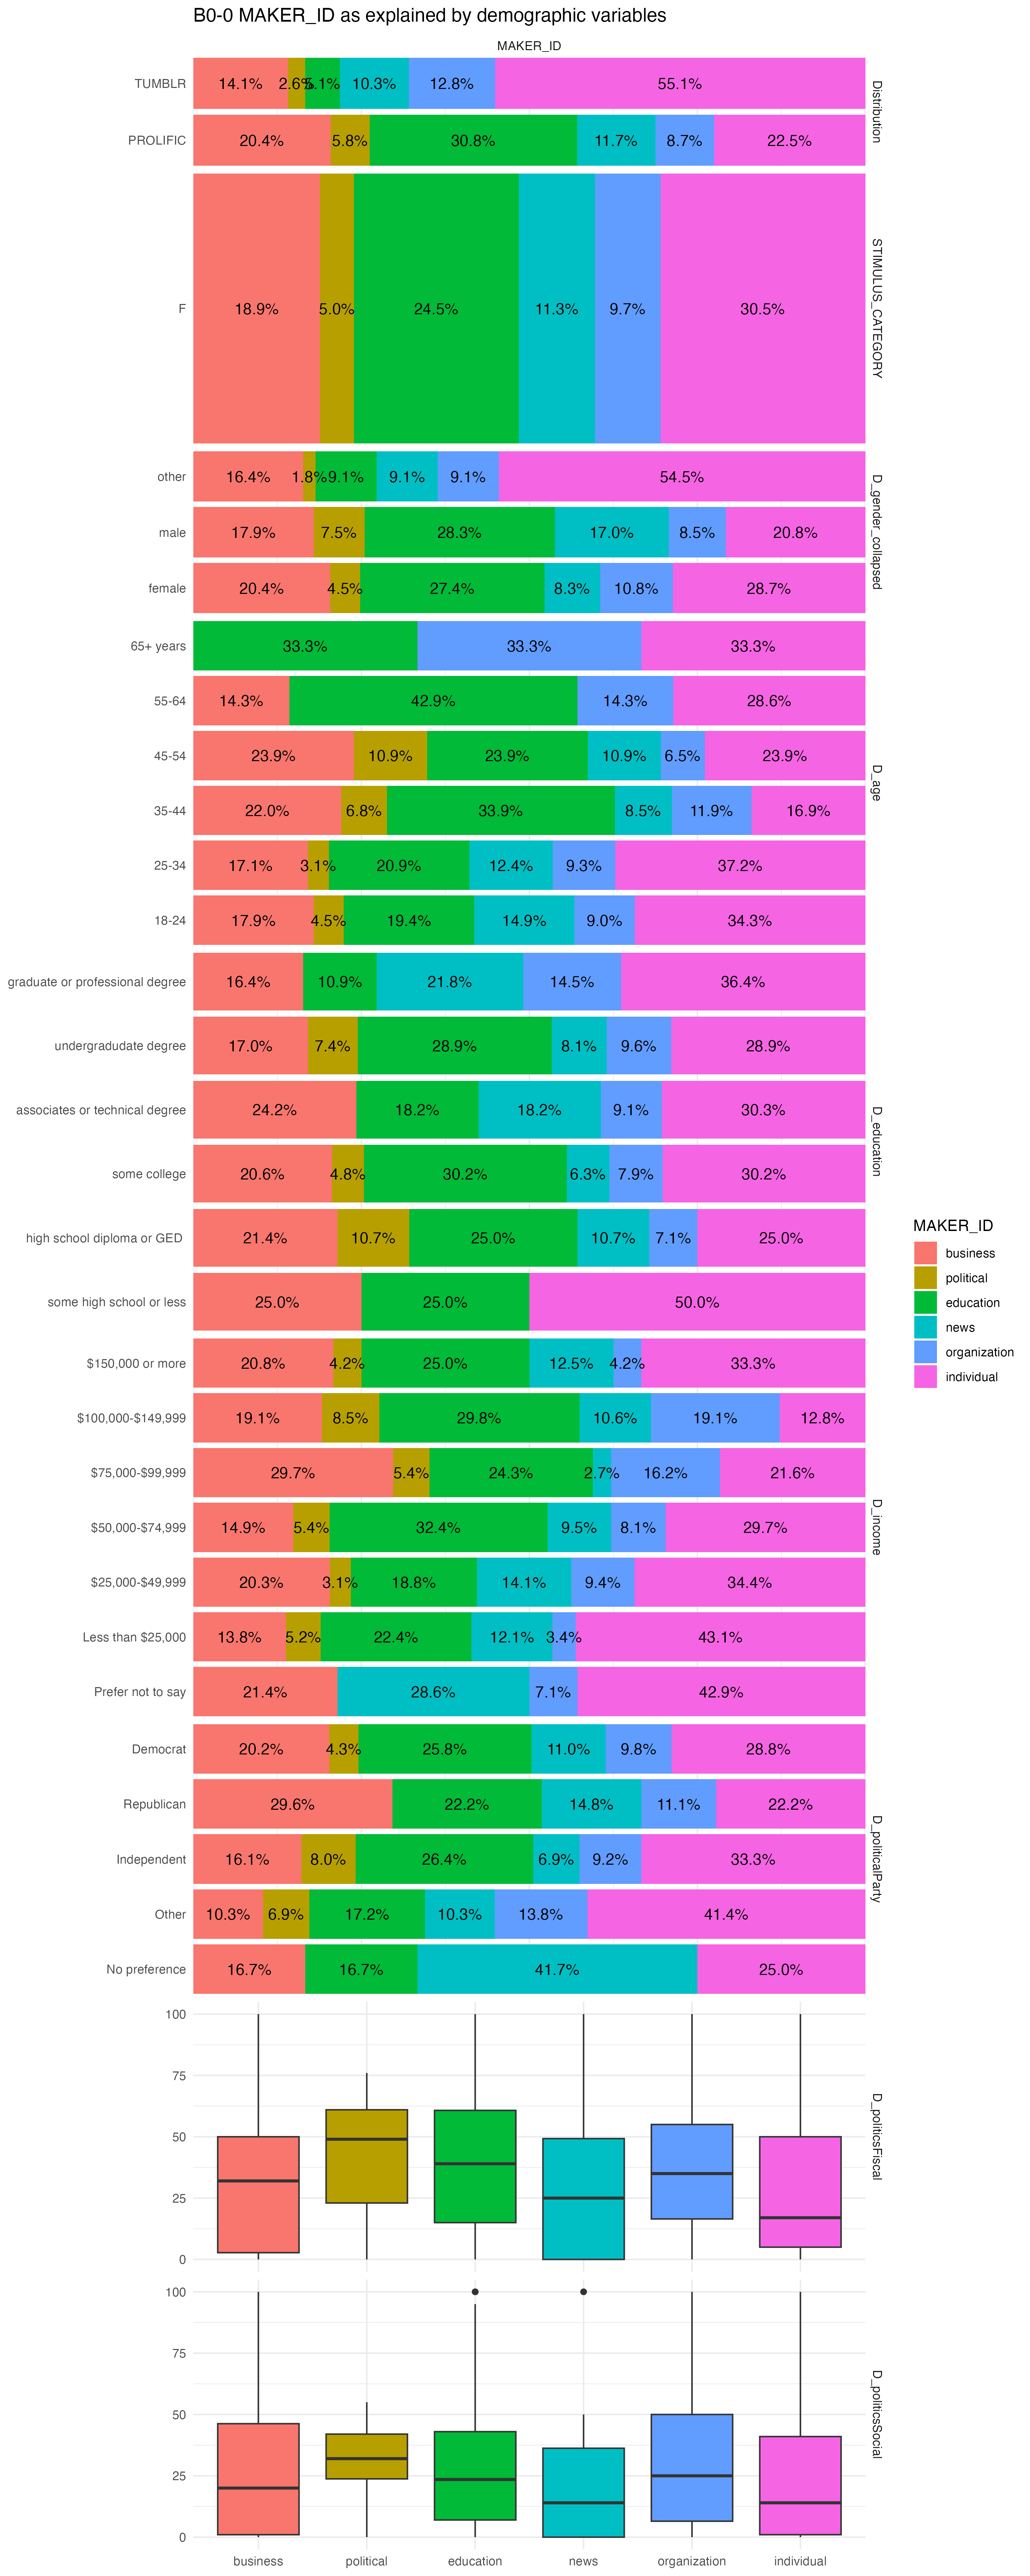 B0-0 MAKER_ID as explained by demographic variables
MAKER_ID
TUMBLR 14.1% 2.6% 5.1% 10.3% 12.8% 55.1%
Distribution
PROLIFIC 20.4% 5.8% 30.8% 11.7% 8.7% 22.5%
F 18.9% 5.0% 24.5% 11.3% 9.7% 30.5%
STIMULUS_CATEGORY
other 16.4% 1.8% 9.1% 9.1% 9.1% 54.5%
male 17.9% 7.5% 28.3% 17.0% 8.5% 20.8%
D_gender_collapsed
female 20.4% 4.5% 27.4% 8.3% 10.8% 28.7%
65+ years 33.3% 33.3% 33.3%
55-64 14.3% 42.9% 14.3% 28.6%
45-54 23.9% 10.9% 23.9% 10.9% 6.5% 23.9%
D_age
35-44 22.0% 6.8% 33.9% 8.5% 11.9% 16.9%
25-34 17.1% 3.1% 20.9% 12.4% 9.3% 37.2%
18-24 17.9% 4.5% 19.4% 14.9% 9.0% 34.3%
graduate or professional degree 16.4% 10.9% 21.8% 14.5% 36.4%
undergradudate degree 17.0% 7.4% 28.9% 8.1% 9.6% 28.9%
associates or technical degree 24.2% 18.2% 18.2% 9.1% 30.3%
D_education
some college 20.6% 4.8% 30.2% 6.3% 7.9% 30.2%
high school diploma or GED 21.4% 10.7% 25.0% 10.7% 7.1% 25.0%
some high school or less 25.0% 25.0% 50.0%
$150,000 or more 20.8% 4.2% 25.0% 12.5% 4.2% 33.3%
$100,000-$149,999 19.1% 8.5% 29.8% 10.6% 19.1% 12.8%
$75,000-$99,999 29.7% 5.4% 24.3% 2.7% 16.2% 21.6%
$50,000-$74,999 14.9% 5.4% 32.4% 9.5% 8.1% 29.7%
D_income
$25,000-$49,999 20.3% 3.1% 18.8% 14.1% 9.4% 34.4%
Less than $25,000 13.8% 5.2% 22.4% 12.1% 3.4% 43.1%
Prefer not to say 21.4% 28.6% 7.1% 42.9%
Democrat 20.2% 4.3% 25.8% 11.0% 9.8% 28.8%
Republican 29.6% 22.2% 14.8% 11.1% 22.2%
Independent 16.1% 8.0% 26.4% 6.9% 9.2% 33.3%
D_politicalParty
Other 10.3% 6.9% 17.2% 10.3% 13.8% 41.4%
No preference 16.7% 16.7% 41.7% 25.0%
100
75
50
25
0
D_politicsFiscal
100
75
50
25
0
D_politicsSocial
business political education news organization individual
MAKER_ID
business
political
education
news
organization
individual